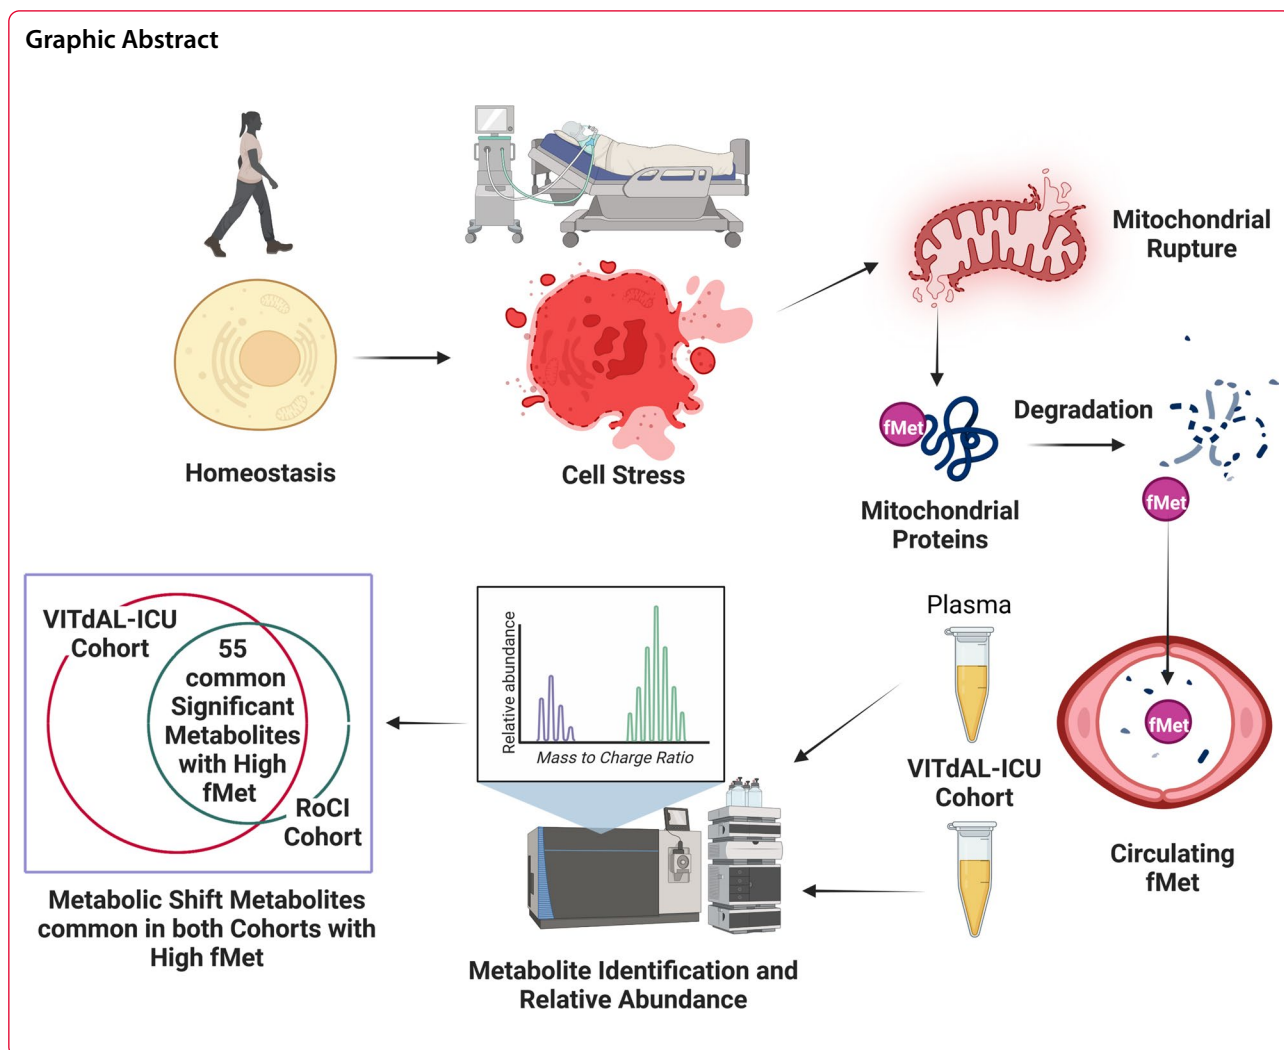 Graphic Abstract
Homeostasis
Cell Stress
Mitochondrial
Rupture
fMet
Mitochondrial
Proteins
Degradation
fMet
fMet
Circulating
fMet
Plasma
VITdAL-ICU
Cohort
Relative abundance
Mass to Charge Ratio
Metabolite Identification and
Relative Abundance
VITdAL-ICU
Cohort
55
common
Significant
Metabolites
with High
fMet
RoCI
Cohort
Metabolic Shift Metabolites
common in both Cohorts with
High fMet